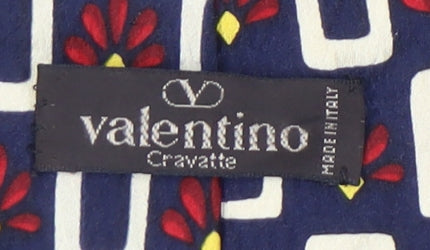 V
valentino
Cravatte
MADE IN ITALY